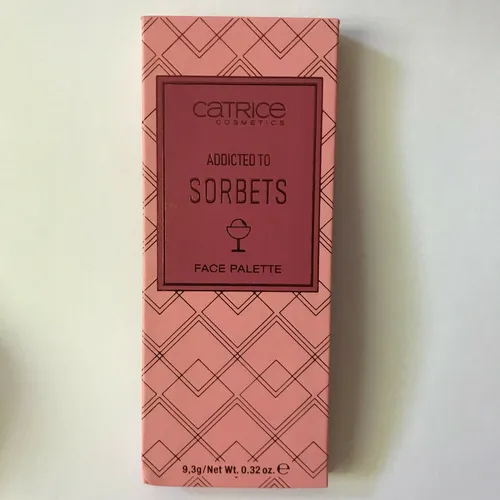 CATRICE
COSMETICS
ADDICTED TO
SORBETS
FACE PALETTE
9,3g/Net Wt. 0.32 oz. ℮